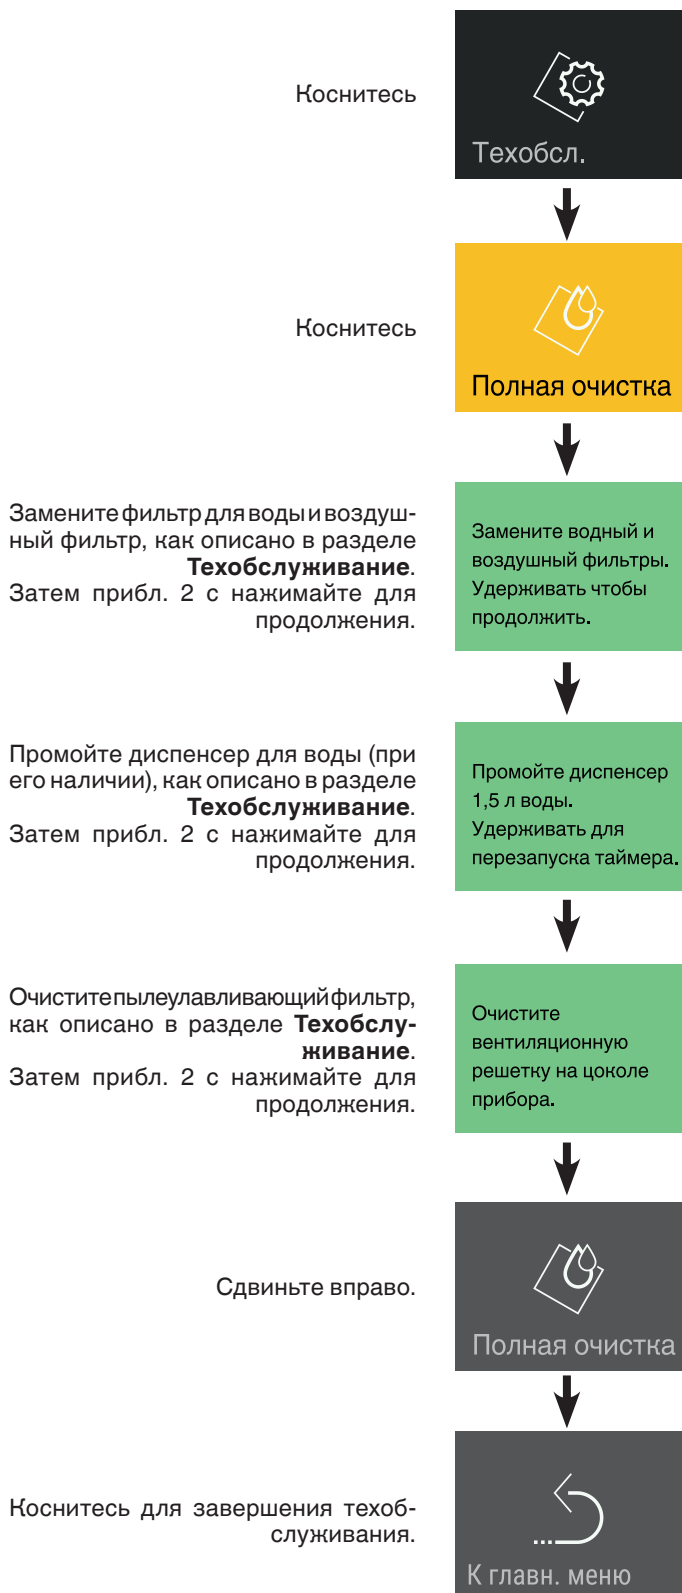 Коснитесь
Техобсл.
Коснитесь
Полная очистка
Замените фильтр для воды и воздуш-
ный фильтр, как описано в разделе
Техобслуживание.
Затем прибл. 2 с нажимайте для
продолжения.
Замените водный и
воздушный фильтры.
Удерживать чтобы
продолжить.
Промойте диспенсер для воды (при
его наличии), как описано в разделе
Техобслуживание.
Затем прибл. 2 с нажимайте для
продолжения.
Промойте диспенсер
1,5 л воды.
Удерживать для
перезапуска таймера.
Очистите пылеулавливающий фильтр,
как описано в разделе Техобслу-
живание.
Затем прибл. 2 с нажимайте для
продолжения.
Очистите
вентиляционную
решетку на цоколе
прибора.
Сдвиньте вправо.
Полная очистка
Коснитесь для завершения техоб-
служивания.
К главн. меню